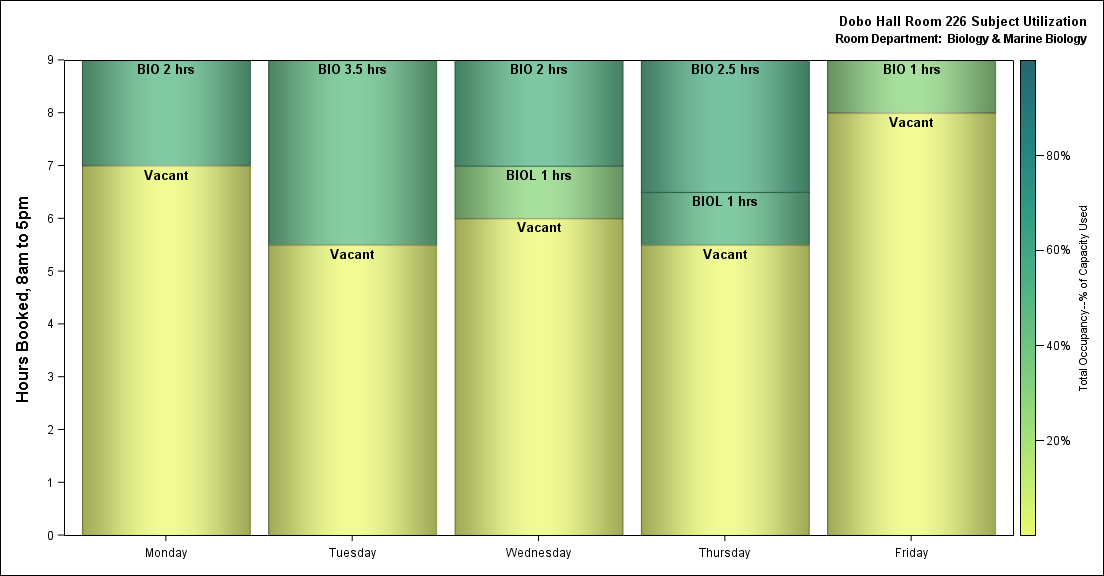 Dobo Hall Room 226 Subject Utilization
Room Department: Biology & Marine Biology
Hours Booked, 8am to 5pm
9
8
7
6
5
4
3
2
1
0
BIO 2 hrs
Vacant
BIO 3.5 hrs
Vacant
BIO 2 hrs
BIOL 1 hrs
Vacant
BIO 2.5 hrs
BIOL 1 hrs
Vacant
BIO 1 hrs
Vacant
Monday
Tuesday
Wednesday
Thursday
Friday
80%
60%
40%
20%
Total Occupancy--% of Capacity Used